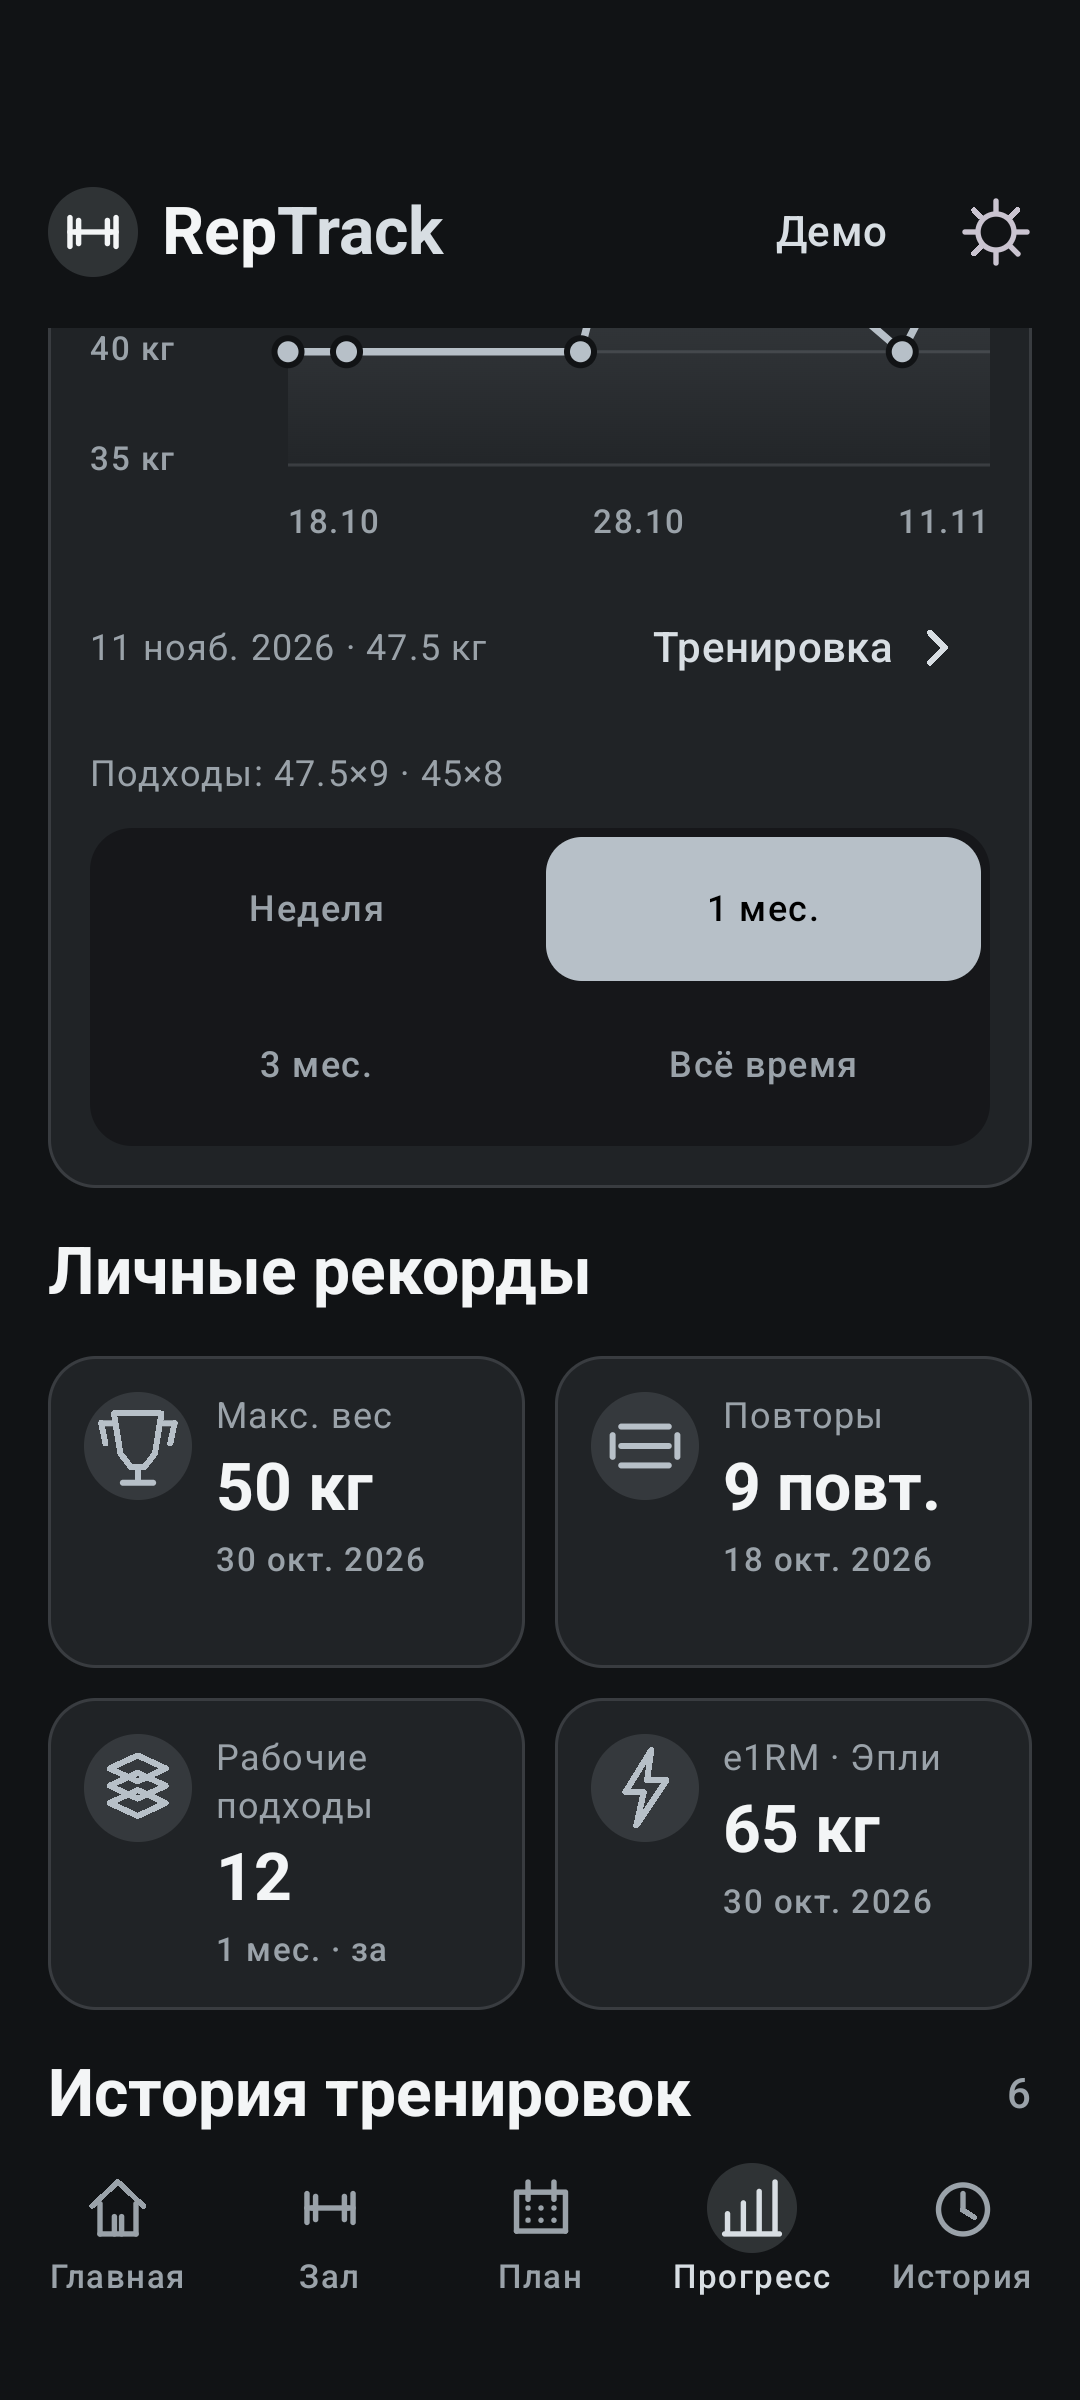 RepTrack
Демо
40 кг
35 кг
18.10 28.10 11.11
11 нояб. 2026 · 47.5 кг
Тренировка
Подходы: 47.5×9 · 45×8
Неделя
1 мес.
3 мес.
Всё время
Личные рекорды
Макс. вес
50 кг
30 окт. 2026
Повторы
9 повт.
18 окт. 2026
Рабочие
подходы
12
1 мес. · за
e1RM · Эпли
65 кг
30 окт. 2026
История тренировок
6
Главная
Зал
План
Прогресс
История